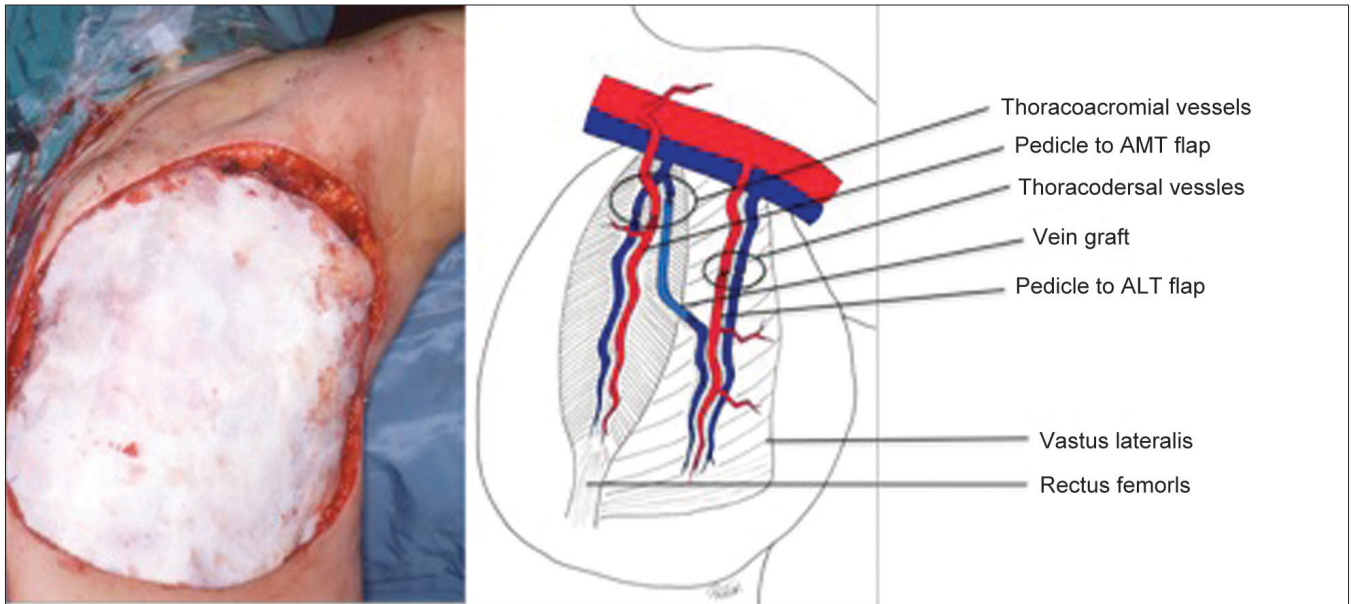 Thoracoacromial vessels
Pedicle to AMT flap
Thoracodersal vessles
Vein graft
Pedicle to ALT flap
Vastus lateralis
Rectus femorls